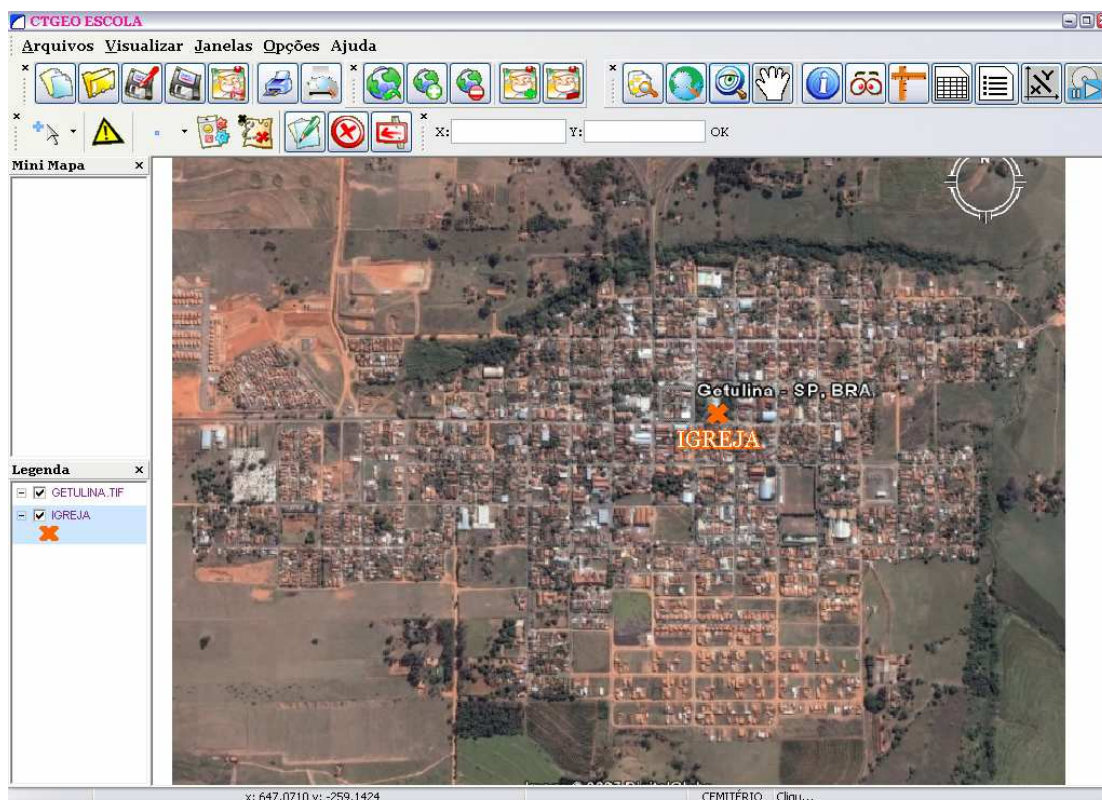 CTGEO ESCOLA
Arquivos Visualizar Janelas Opções Ajuda
X: Y: OK
Mini Mapa x
N
Getulina - SP, BRA
IGREJA
Legenda x
GETULINA.TIF
IGREJA
x: 647.0710 y: -259.1424 CEMITÉRIO Cliqu...